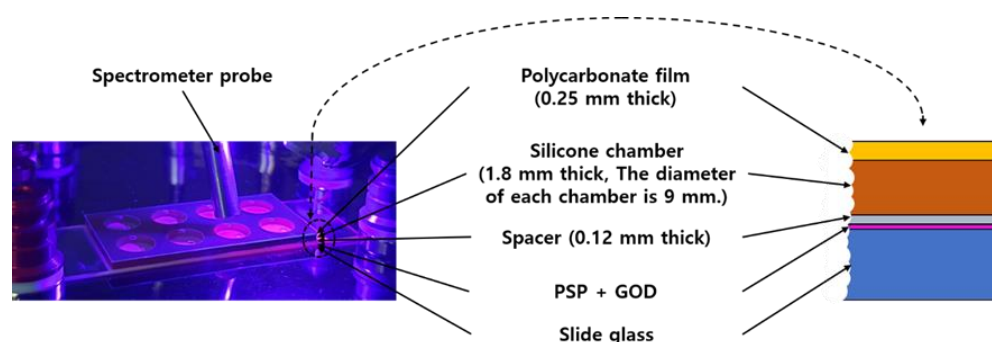 Spectrometer probe
Polycarbonate film
(0.25 mm thick)
Silicone chamber
(1.8 mm thick, The diameter
of each chamber is 9 mm.)
Spacer (0.12 mm thick)
PSP + GOD
Slide glass